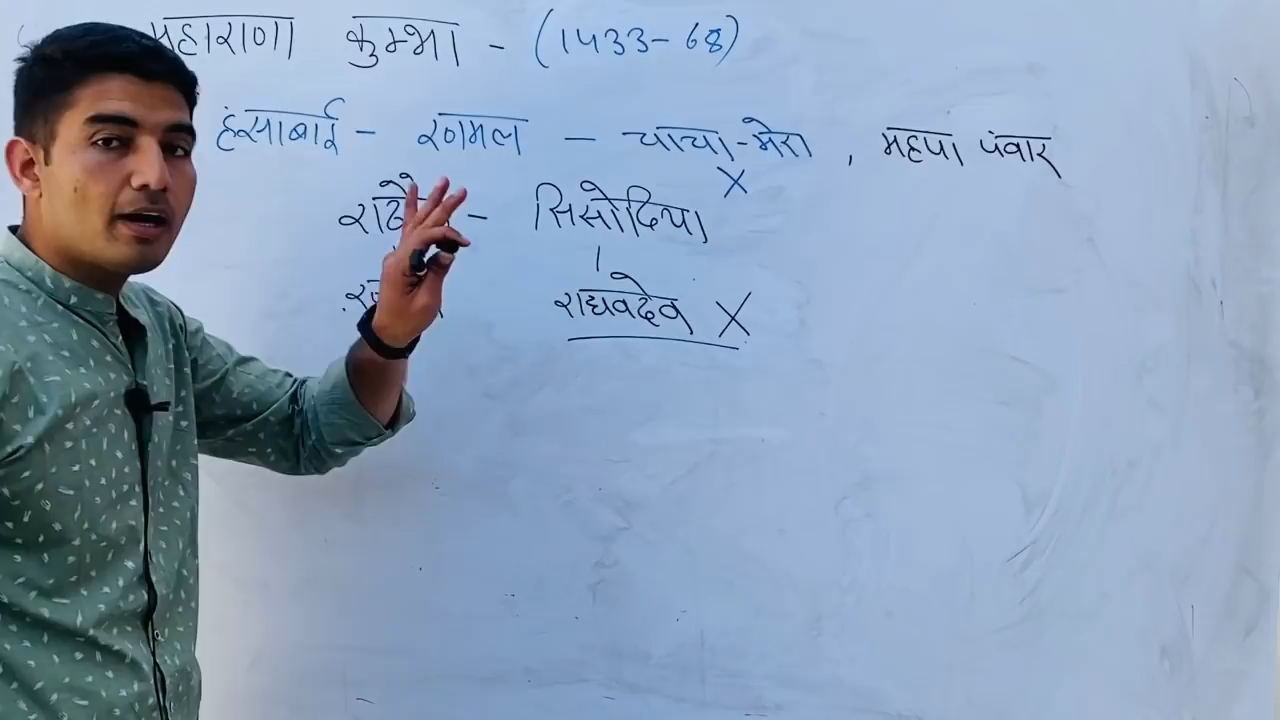 महाराणा कुम्भा - (1433-68)
हंसाबाई - रणमल - चाचा-मेरा , महपा पंवार
X
- सिसोदिया
राघवदेव X